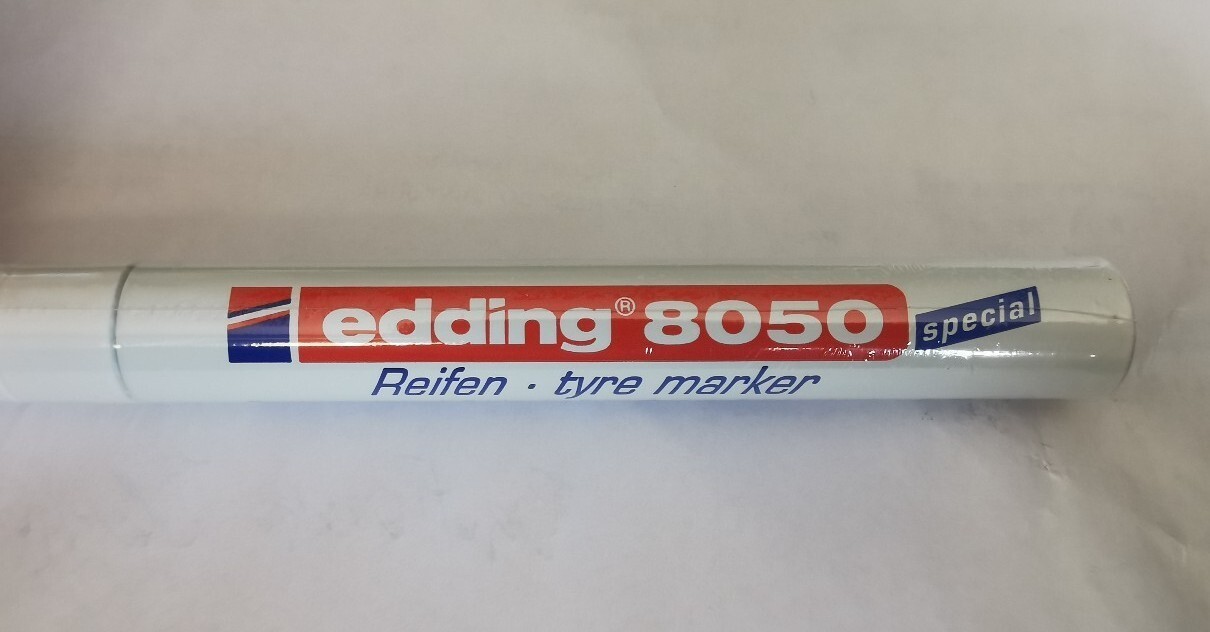 edding® 8050 special
Reifen · tyre marker